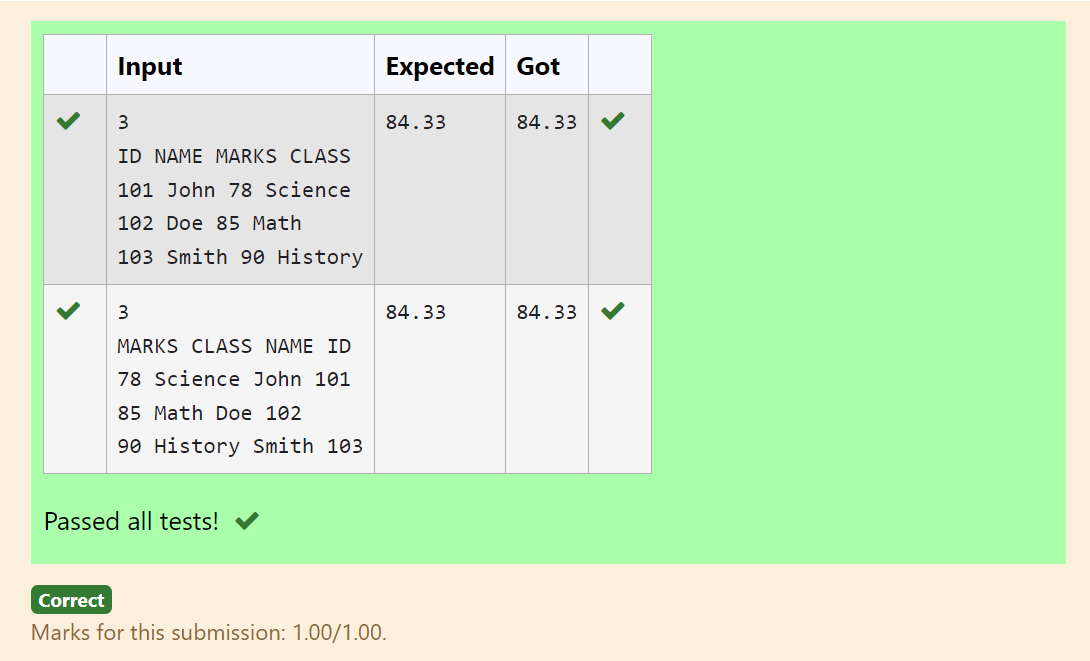 Input Expected Got
3 84.33 84.33
ID NAME MARKS CLASS
101 John 78 Science
102 Doe 85 Math
103 Smith 90 History
3 84.33 84.33
MARKS CLASS NAME ID
78 Science John 101
85 Math Doe 102
90 History Smith 103
Passed all tests!
Correct
Marks for this submission: 1.00/1.00.